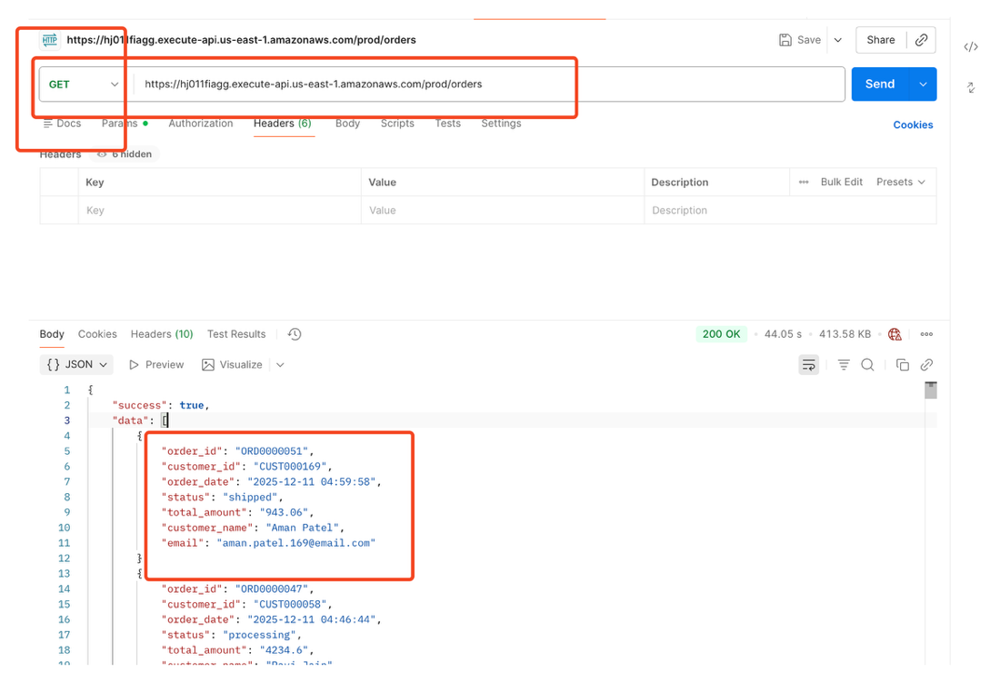 HTTP https://hj011fiagg.execute-api.us-east-1.amazonaws.com/prod/orders Save Share
GET https://hj011fiagg.execute-api.us-east-1.amazonaws.com/prod/orders Send
Docs Params Authorization Headers (6) Body Scripts Tests Settings Cookies
Headers 6 hidden
Key Value Description Bulk Edit Presets
Key Value Description
Body Cookies Headers (10) Test Results 200 OK 44.05 s 413.58 KB
{} JSON Preview Visualize
1 {
2 "success": true,
3 "data": [
4 {
5 "order_id": "ORD0000051",
6 "customer_id": "CUST000169",
7 "order_date": "2025-12-11 04:59:58",
8 "status": "shipped",
9 "total_amount": "943.06",
10 "customer_name": "Aman Patel",
11 "email": "aman.patel.169@email.com"
12 }
13 {
14 "order_id": "ORD0000047",
15 "customer_id": "CUST000058",
16 "order_date": "2025-12-11 04:46:44",
17 "status": "processing",
18 "total_amount": "4234.6",
19 "customer_name": "Ravi Jain"